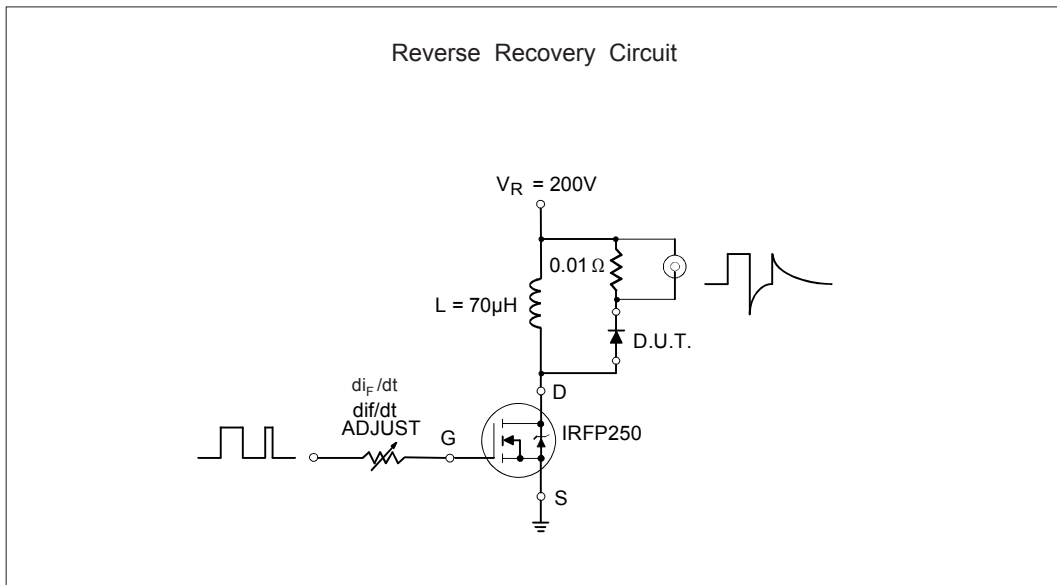 Reverse Recovery Circuit
V_R = 200V
0.01 Ω
L = 70µH
D.U.T.
di_F/dt
dif/dt
ADJUST
D
G
IRFP250
S